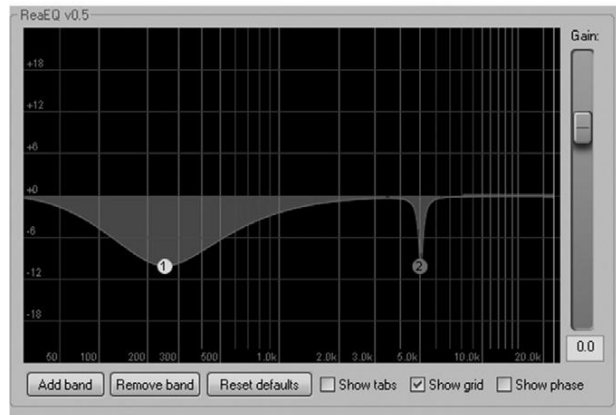 ReaEQ v0.5
Gain:
+18
+12
+6
+0
-6
1
2
-12
-18
50 100 200 300 500 1.0k 2.0k 3.0k 5.0k 10.0k 20.0k
0.0
Add band Remove band Reset defaults Show tabs Show grid Show phase